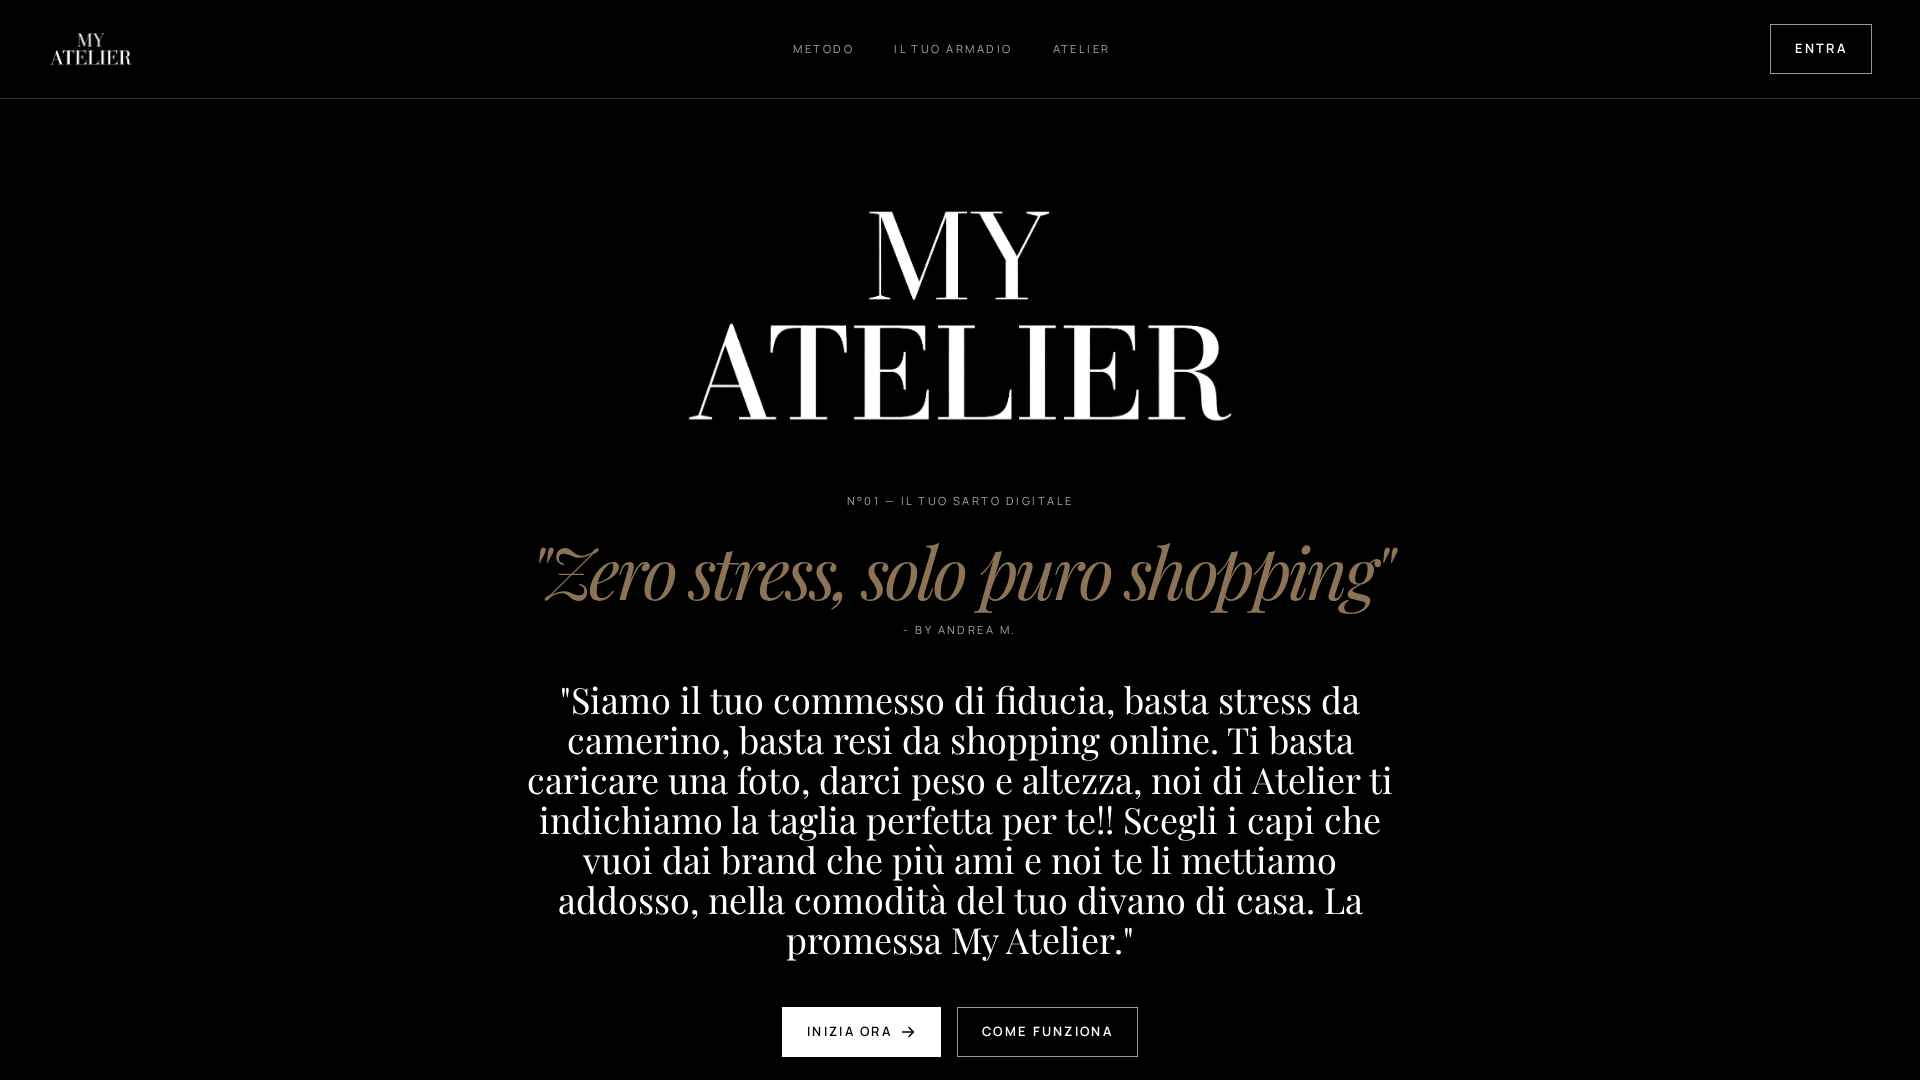 MY
ATELIER
METODO
IL TUO ARMADIO
ATELIER
ENTRA
MY
ATELIER
N°01 — IL TUO SARTO DIGITALE
"Zero stress, solo puro shopping"
- BY ANDREA M.
"Siamo il tuo commesso di fiducia, basta stress da
camerino, basta resi da shopping online. Ti basta
caricare una foto, darci peso e altezza, noi di Atelier ti
indichiamo la taglia perfetta per te!! Scegli i capi che
vuoi dai brand che più ami e noi te li mettiamo
addosso, nella comodità del tuo divano di casa. La
promessa My Atelier."
INIZIA ORA →
COME FUNZIONA